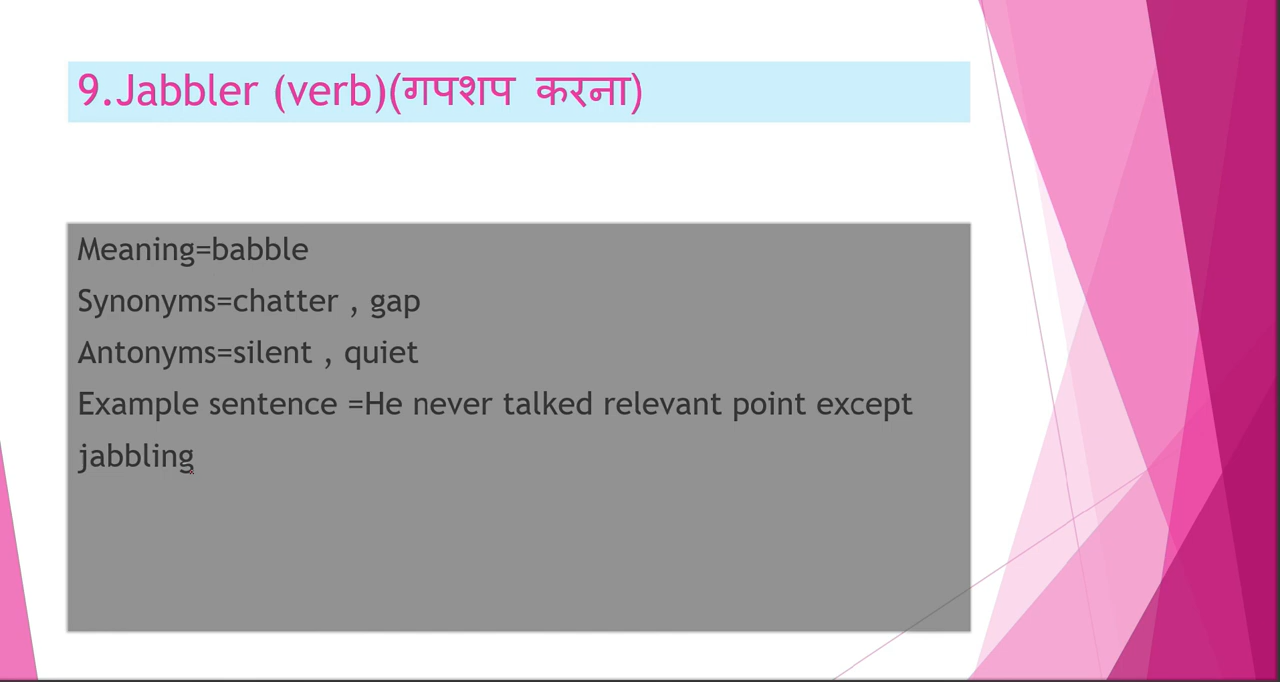 9.Jabbler (verb)(गपशप करना)
Meaning=babble
Synonyms=chatter , gap
Antonyms=silent , quiet
Example sentence =He never talked relevant point except
jabbling